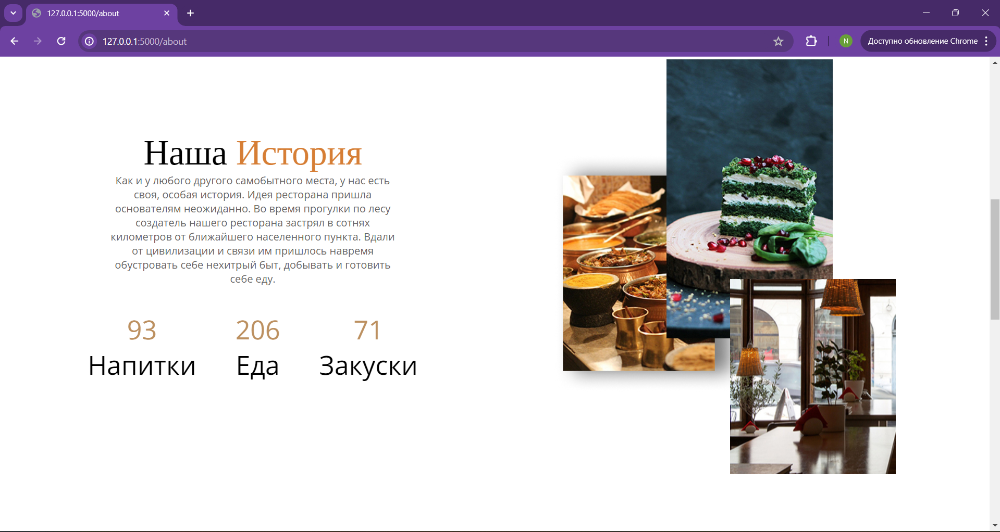 127.0.0.1:5000/about
127.0.0.1:5000/about
N
Доступно обновление Chrome
Наша История
Как и у любого другого самобытного места, у нас есть
своя, особая история. Идея ресторана пришла
основателям неожиданно. Во время прогулки по лесу
создатель нашего ресторана застрял в сотнях
километров от ближайшего населенного пункта. Вдали
от цивилизации и связи им пришлось навремя
обустровать себе нехитрый быт, добывать и готовить
себе еду.
93 206 71
Напитки Еда Закуски